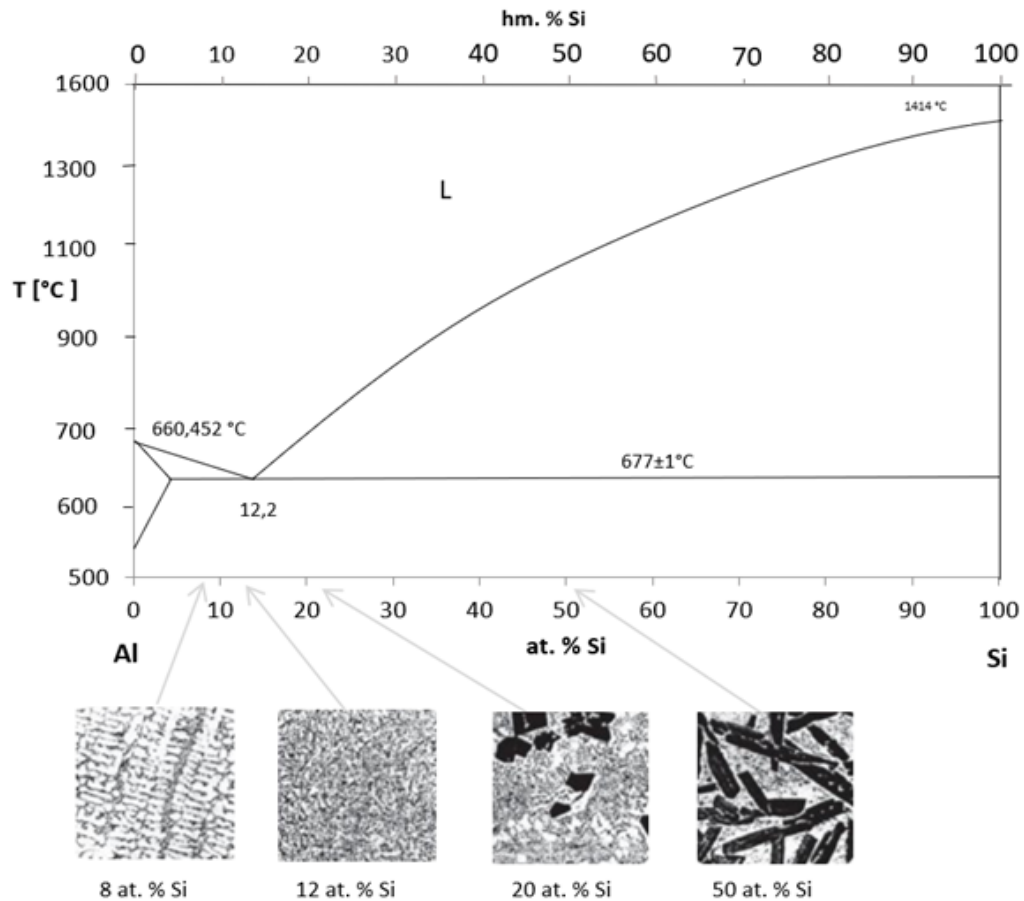 hm. % Si
0 10 20 30 40 50 60 70 80 90 100
1600
1414 °C
1300
L
1100
T [°C ]
900
700
660,452 °C
677±1°C
600
12,2
500
0 10 20 30 40 50 60 70 80 90 100
Al
at. % Si
Si
8 at. % Si
12 at. % Si
20 at. % Si
50 at. % Si